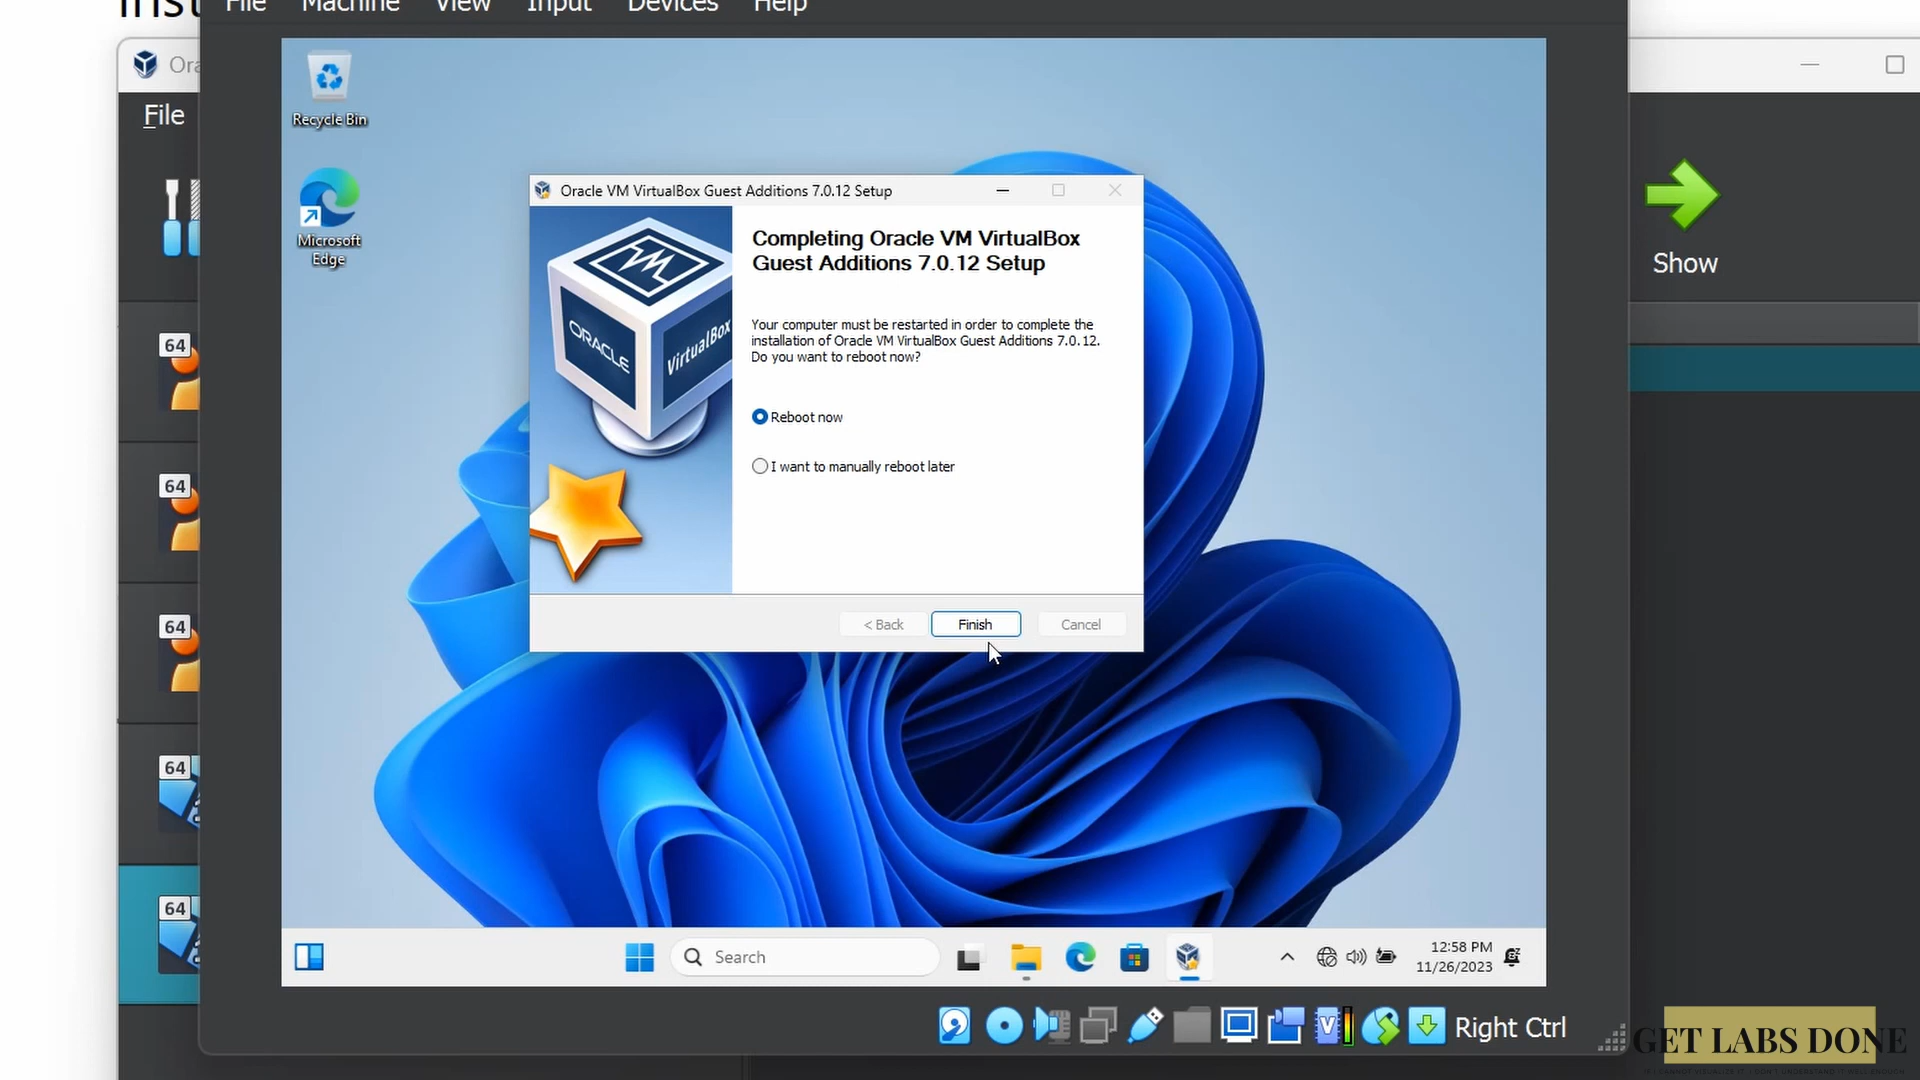 File Machine View Input Devices Help
Ora
File
Recycle Bin
Microsoft
Edge
Oracle VM VirtualBox Guest Additions 7.0.12 Setup
ORACLE
VirtualBox
Completing Oracle VM VirtualBox
Guest Additions 7.0.12 Setup
Your computer must be restarted in order to complete the
installation of Oracle VM VirtualBox Guest Additions 7.0.12.
Do you want to reboot now?
Reboot now
I want to manually reboot later
< Back
Finish
Cancel
Show
64
64
64
64
64
Search
12:58 PM
11/26/2023
V
Right Ctrl
GET LABS DONE